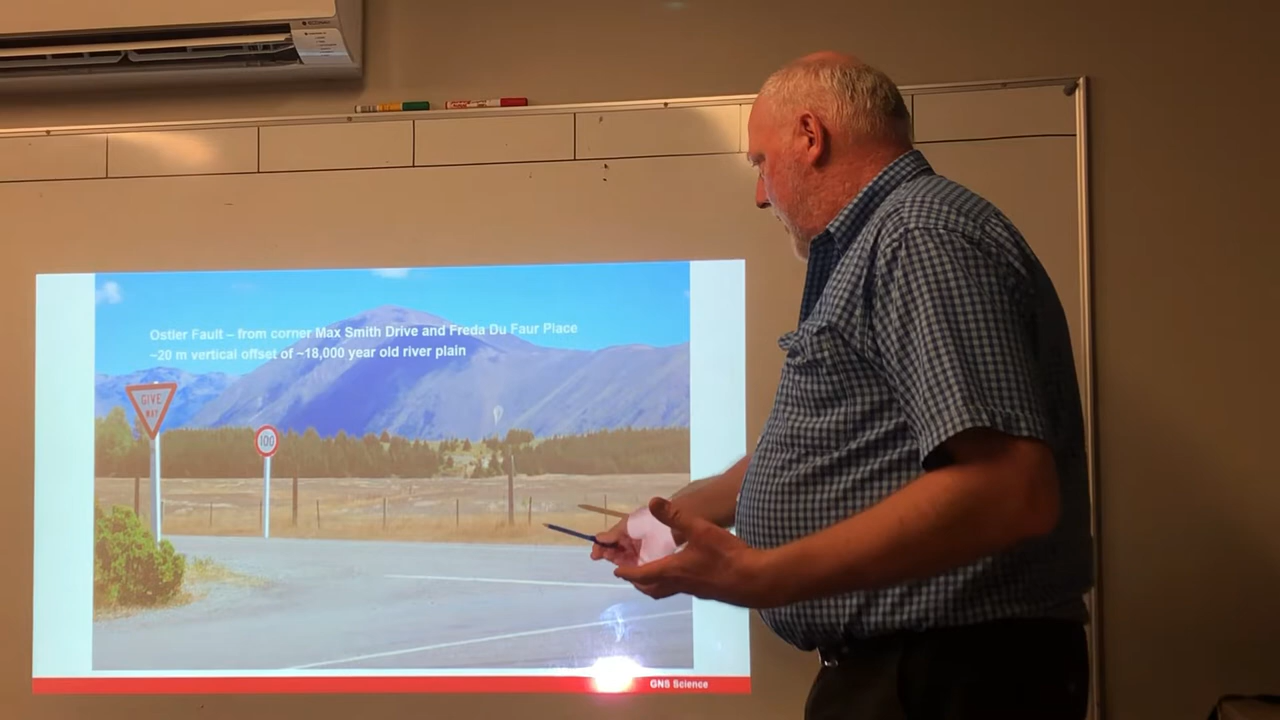 Ostler Fault – from corner Max Smith Drive and Freda Du Faur Place
~20 m vertical offset of ~18,000 year old river plain
GIVE
WAY
100
GNS Science